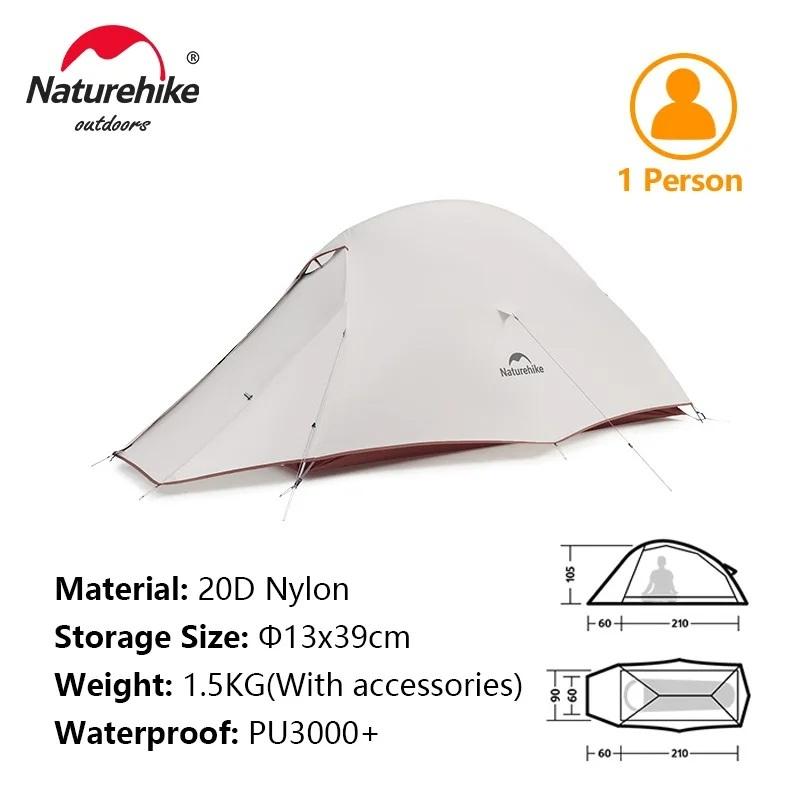 Naturehike®
outdoors
1 Person
Naturehike
Material: 20D Nylon
Storage Size: Φ13x39cm
Weight: 1.5KG(With accessories)
Waterproof: PU3000+
105
60
210
90
60
60
210